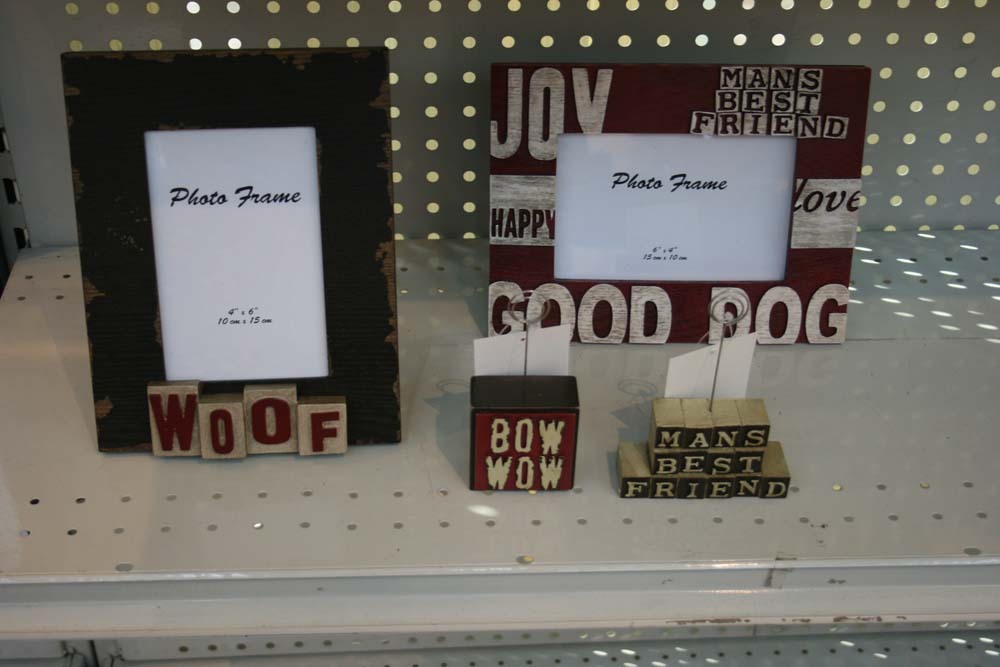 Photo Frame
4" x 6"
10 cm x 15 cm
WOOF
JOY
MANS
BEST
FRIEND
HAPPY
love
Photo Frame
6" x 4"
15 cm x 10 cm
GOOD DOG
BOW
WOW
MANS
BEST
FRIEND